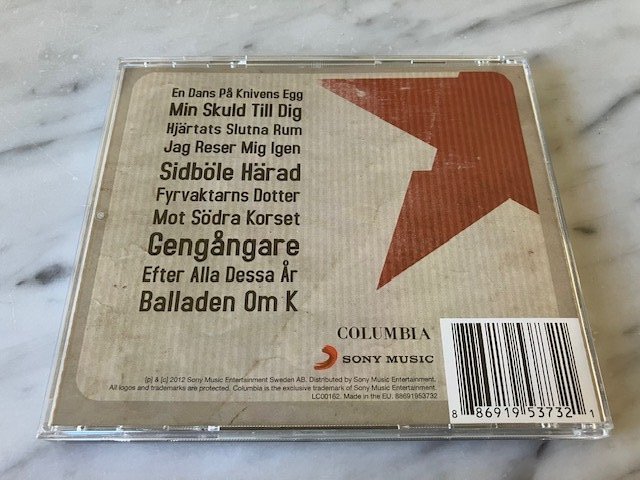 En Dans På Knivens Egg
Min Skuld Till Dig
Hjärtats Slutna Rum
Jag Reser Mig Igen
Sidböle Härad
Fyrvaktarns Dotter
Mot Södra Korset
Gengångare
Efter Alla Dessa År
Balladen Om K
COLUMBIA
SONY MUSIC
(p) & (c) 2012 Sony Music Entertainment Sweden AB. Distributed by Sony Music Entertainment.
All logos and trademarks are protected. Columbia is the exclusive trademark of Sony Music Entertainment.
LC00162. Made in the EU. 88691953732
8 86919 53732 1